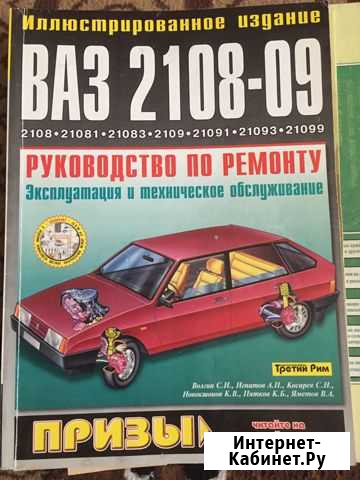 Иллюстрированное издание
ВАЗ 2108-09
2108•21081•21083•2109•21091•21093•21099
РУКОВОДСТВО ПО РЕМОНТУ
Эксплуатация и техническое обслуживание
Третий Рим
Волгин С.Н., Игнатов А.П., Косарев С.Н.,
Новокшонов К.В., Пятков К.Б., Яметов В.А.
ПРИЗЫ
читайте на
Интернет-
Кабинет.Ру